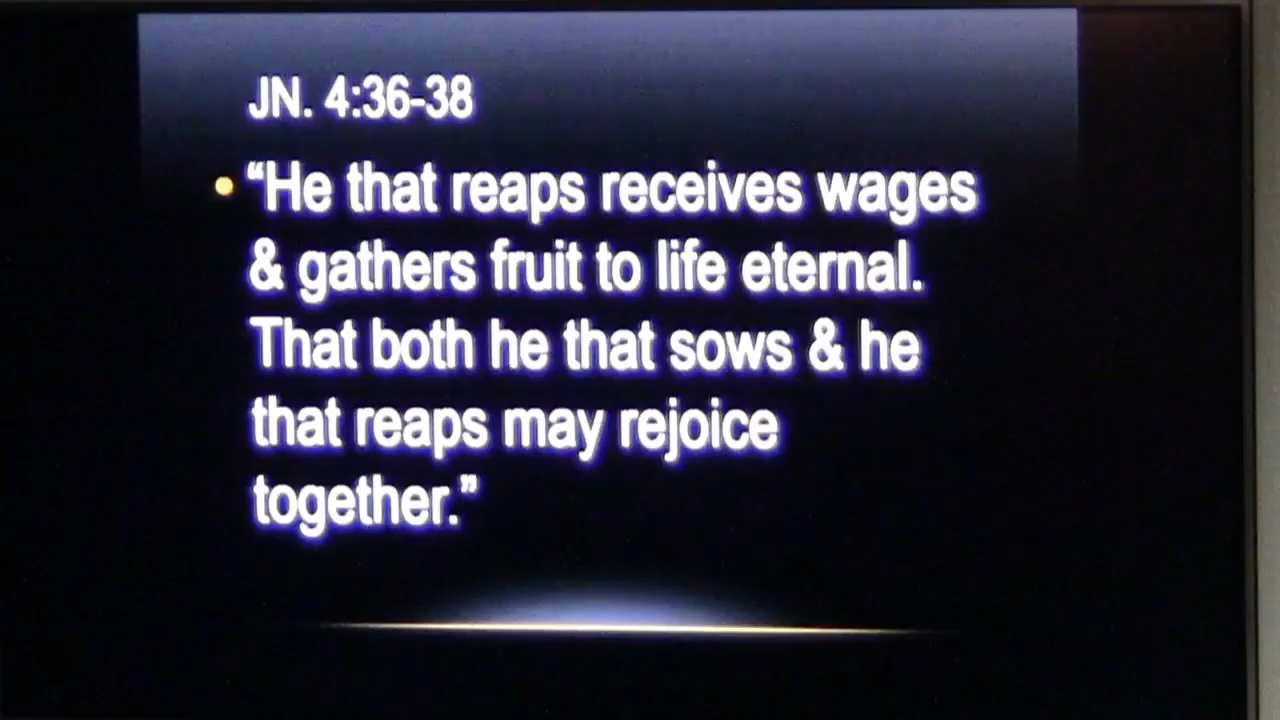 JN. 4:36-38
“He that reaps receives wages
& gathers fruit to life eternal.
That both he that sows & he
that reaps may rejoice
together.”